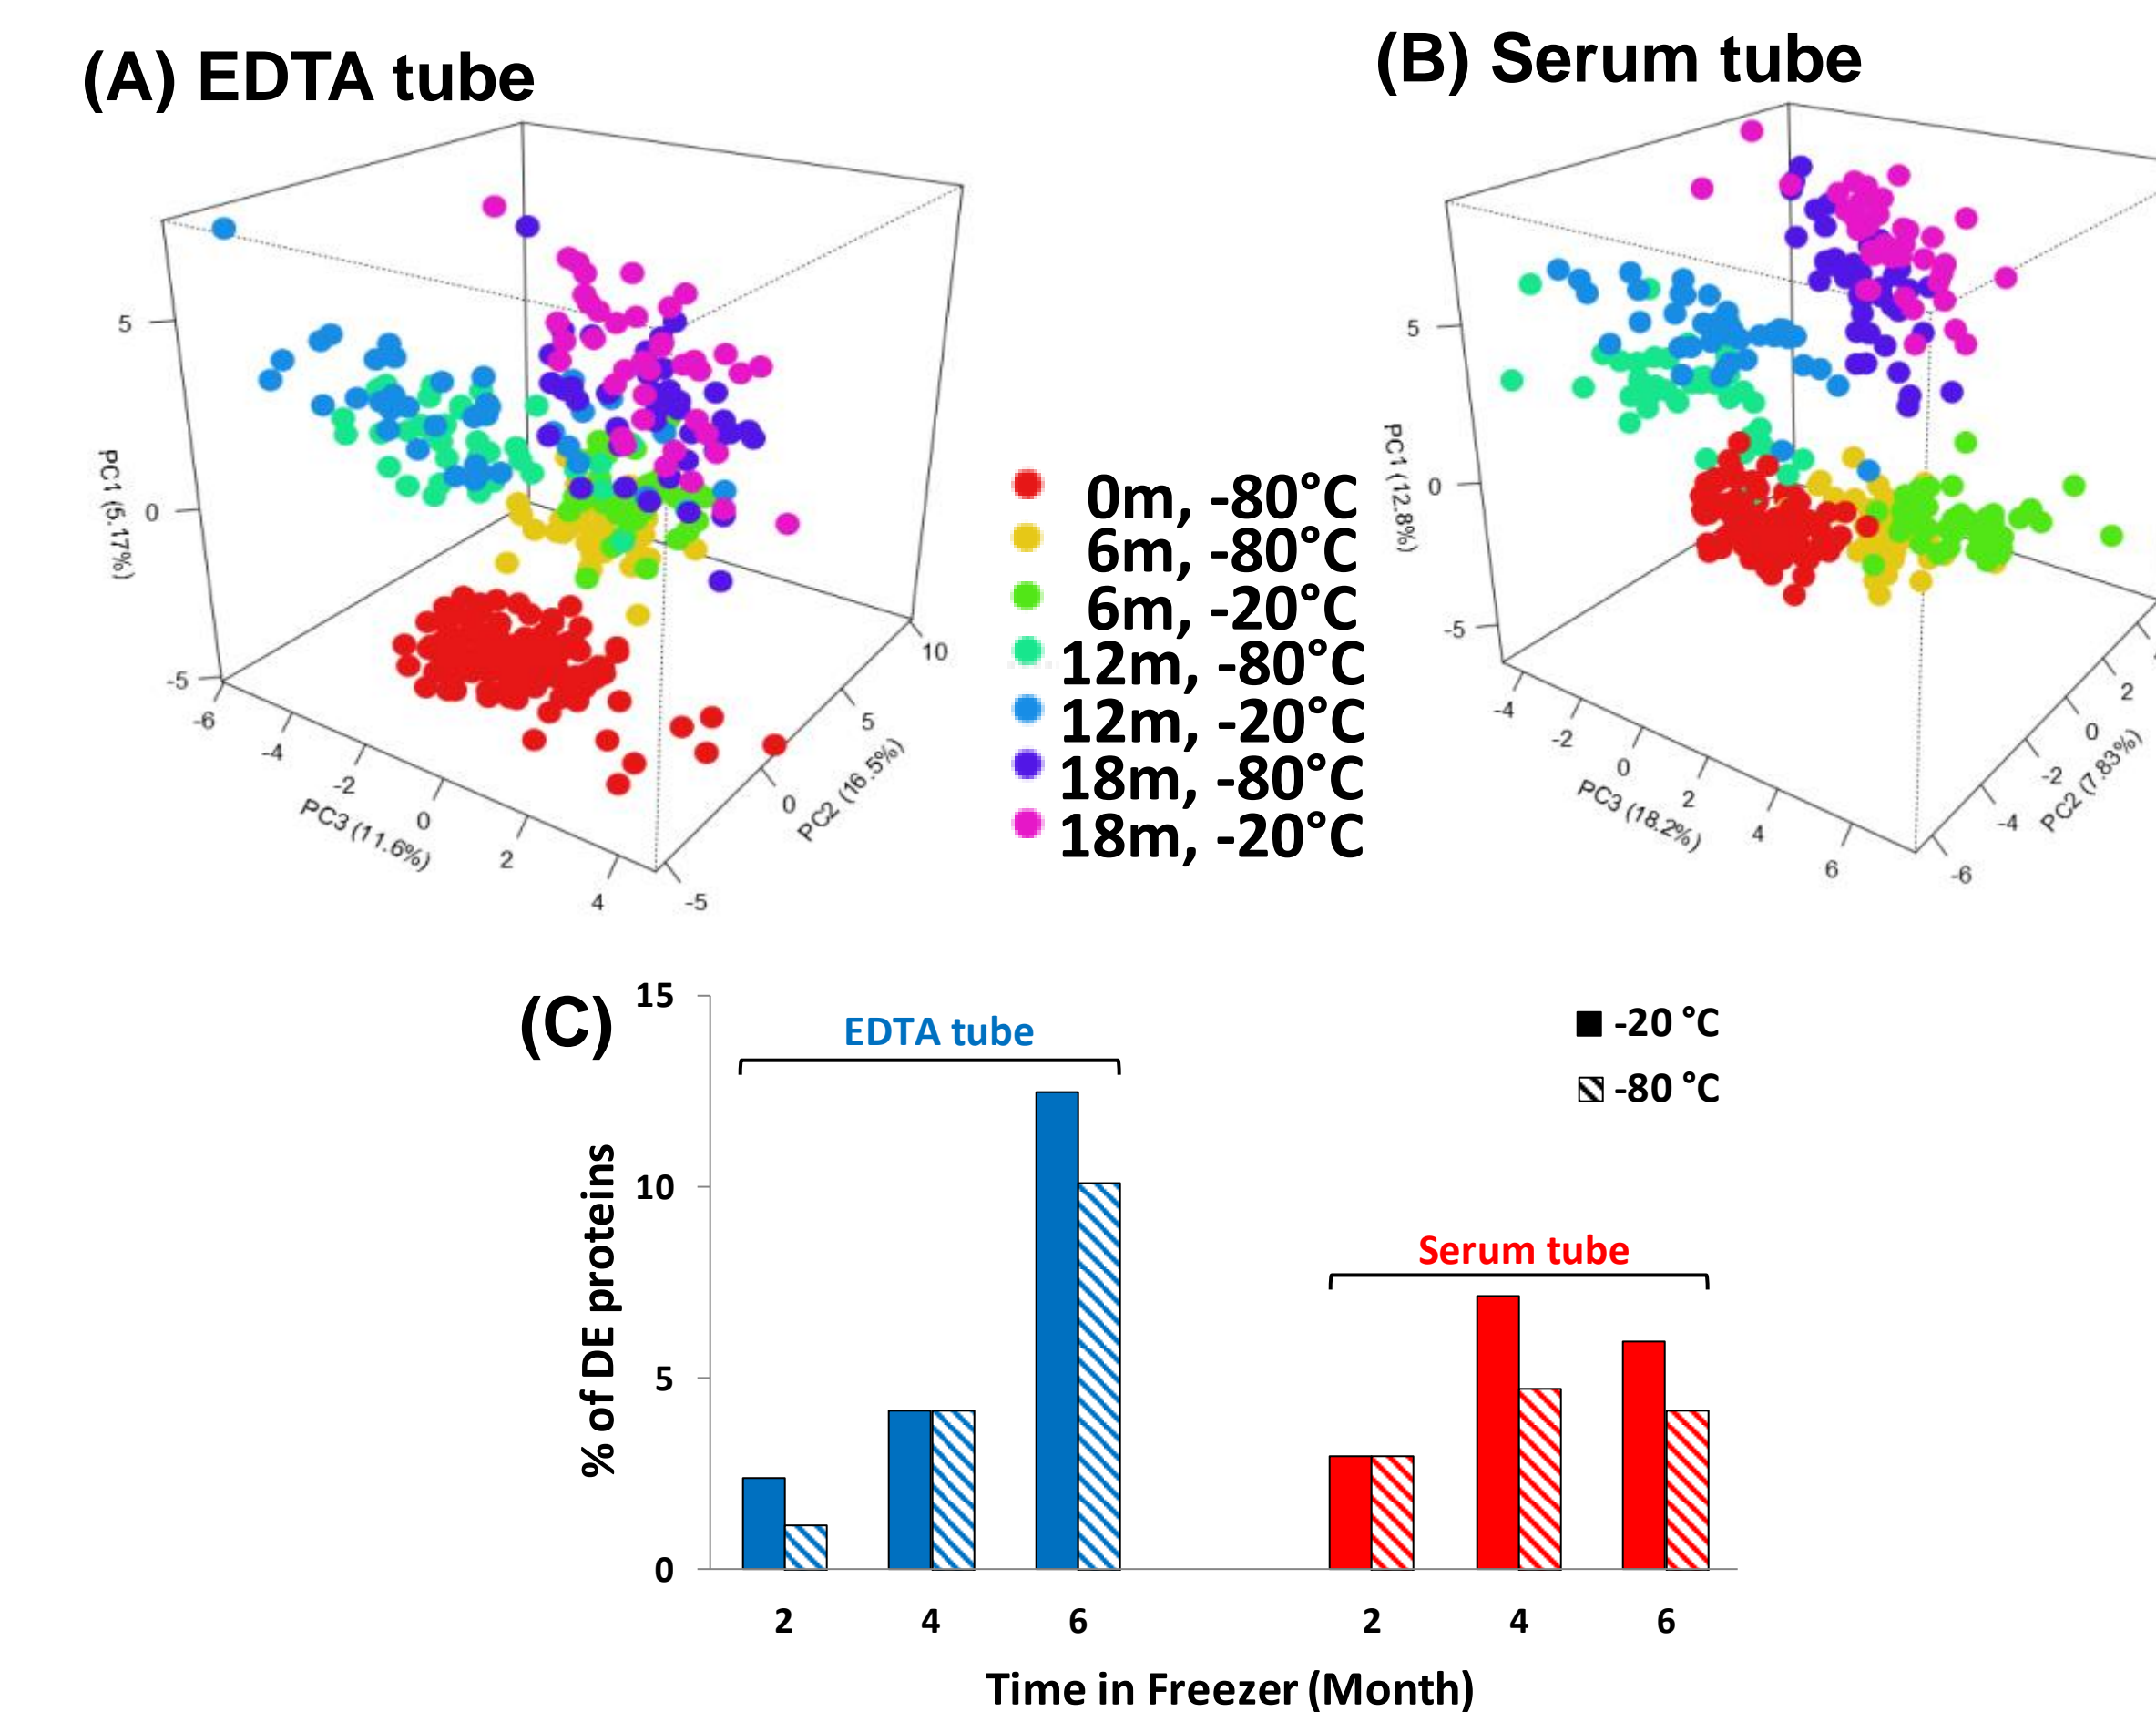 (A) EDTA tube
(B) Serum tube
5
0
-5
PC1 (5.17%)
-6
-4
-2
0
2
4
PC3 (11.6%)
10
5
0
-5
PC2 (16.5%)
0m, -80°C
6m, -80°C
6m, -20°C
12m, -80°C
12m, -20°C
18m, -80°C
18m, -20°C
5
0
-5
PC1 (12.8%)
-4
-2
0
2
4
6
PC3 (18.2%)
2
0
-2
-4
-6
PC2 (7.83%)
(C)
15
10
5
0
% of DE proteins
EDTA tube
-20 °C
-80 °C
Serum tube
2 4 6 2 4 6
Time in Freezer (Month)